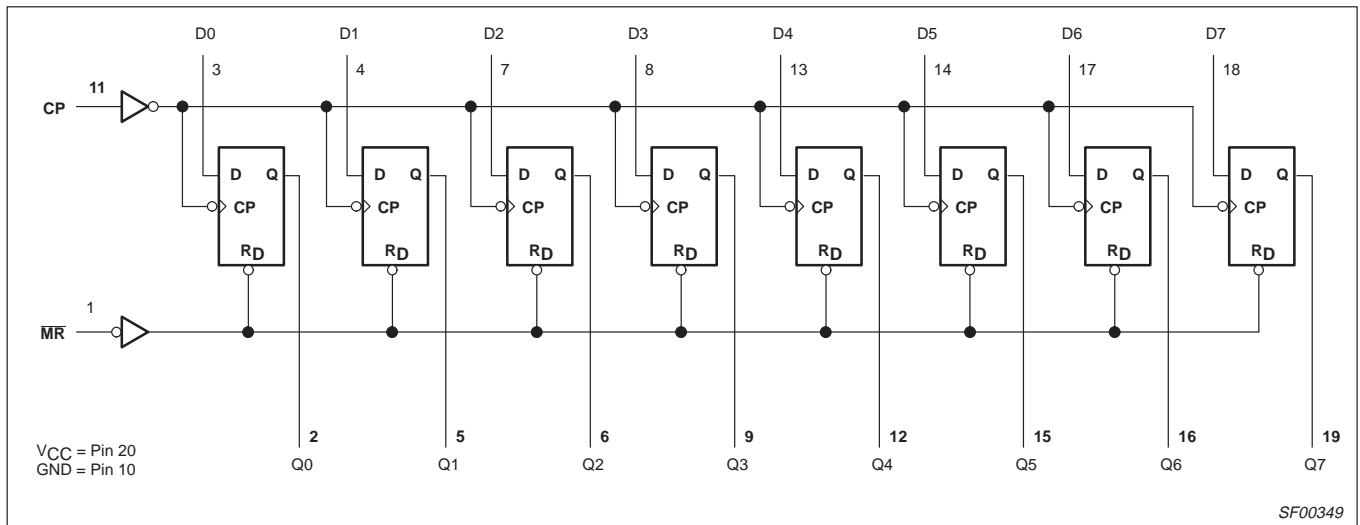 D0 D1 D2 D3 D4 D5 D6 D7
3 4 7 8 13 14 17 18
11
CP
D Q D Q D Q D Q D Q D Q D Q D Q
CP CP CP CP CP CP CP CP
RD RD RD RD RD RD RD RD
1
M̅R̅
2 5 6 9 12 15 16 19
VCC = Pin 20
GND = Pin 10
Q0 Q1 Q2 Q3 Q4 Q5 Q6 Q7
SF00349